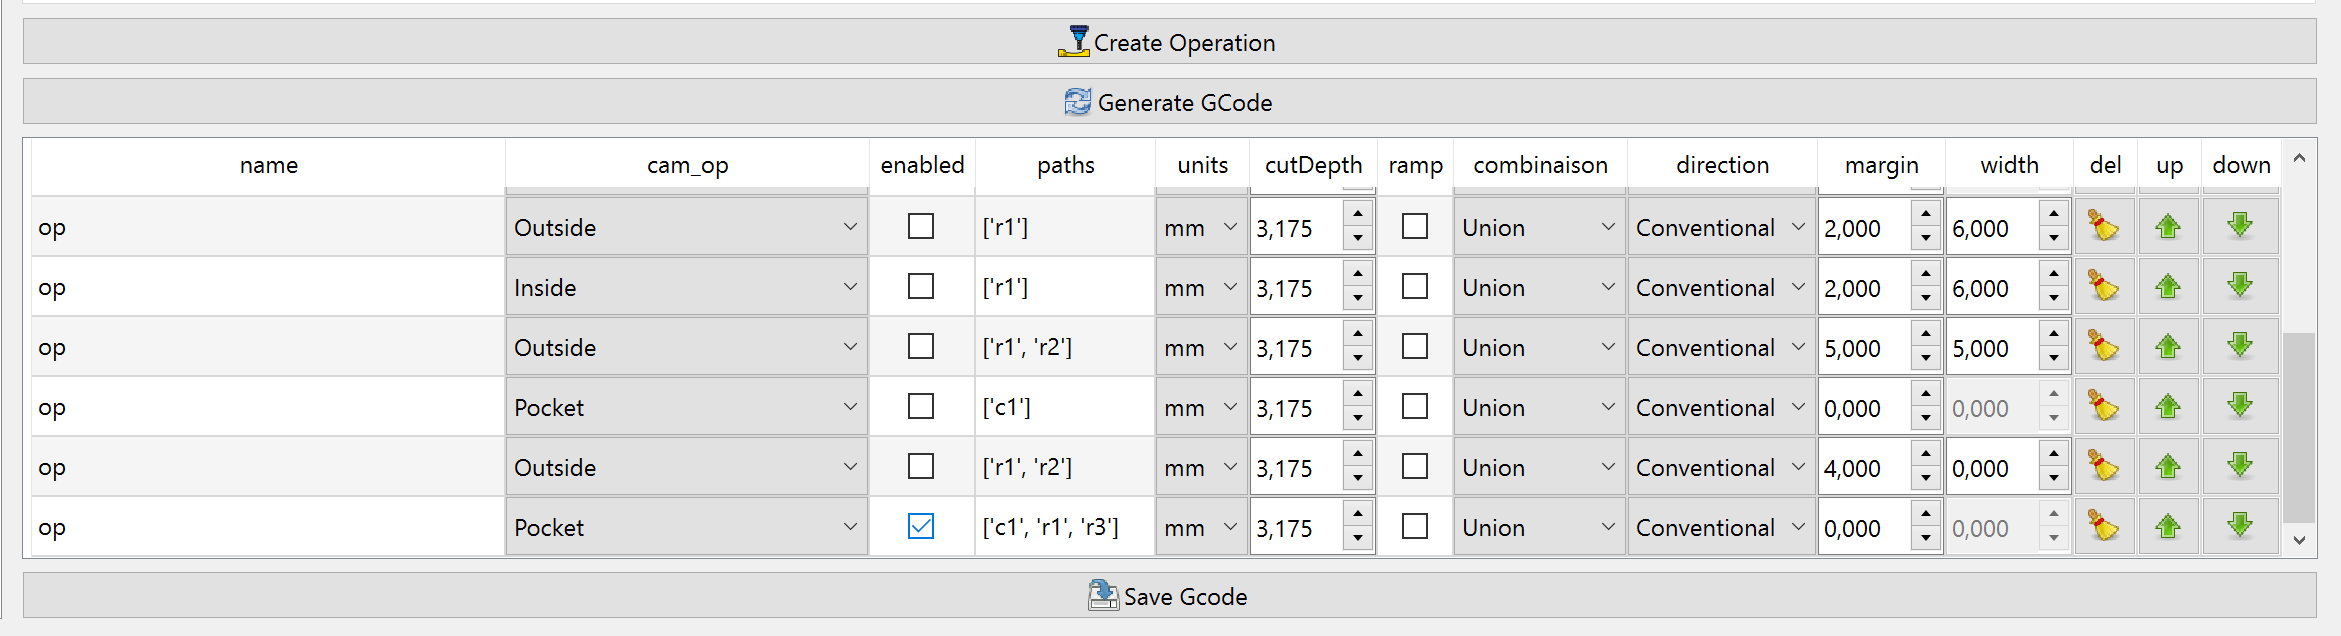 Create Operation
Generate GCode
name cam_op enabled paths units cutDepth ramp combinaison direction margin width del up down
op Outside ['r1'] mm 3,175 Union Conventional 2,000 6,000
op Inside ['r1'] mm 3,175 Union Conventional 2,000 6,000
op Outside ['r1', 'r2'] mm 3,175 Union Conventional 5,000 5,000
op Pocket ['c1'] mm 3,175 Union Conventional 0,000 0,000
op Outside ['r1', 'r2'] mm 3,175 Union Conventional 4,000 0,000
op Pocket ['c1', 'r1', 'r3'] mm 3,175 Union Conventional 0,000 0,000
Save Gcode